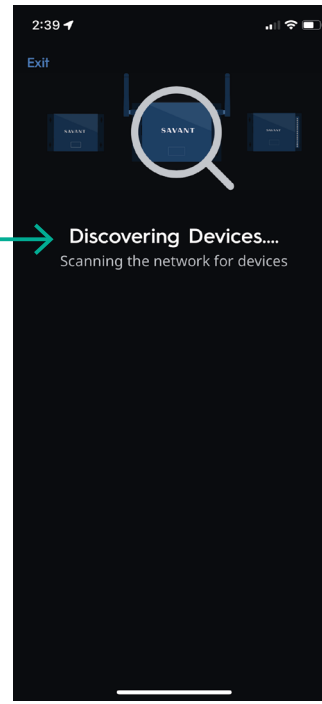 2:39
Exit
SAVANT SAVANT
Discovering Devices....
Scanning the network for devices